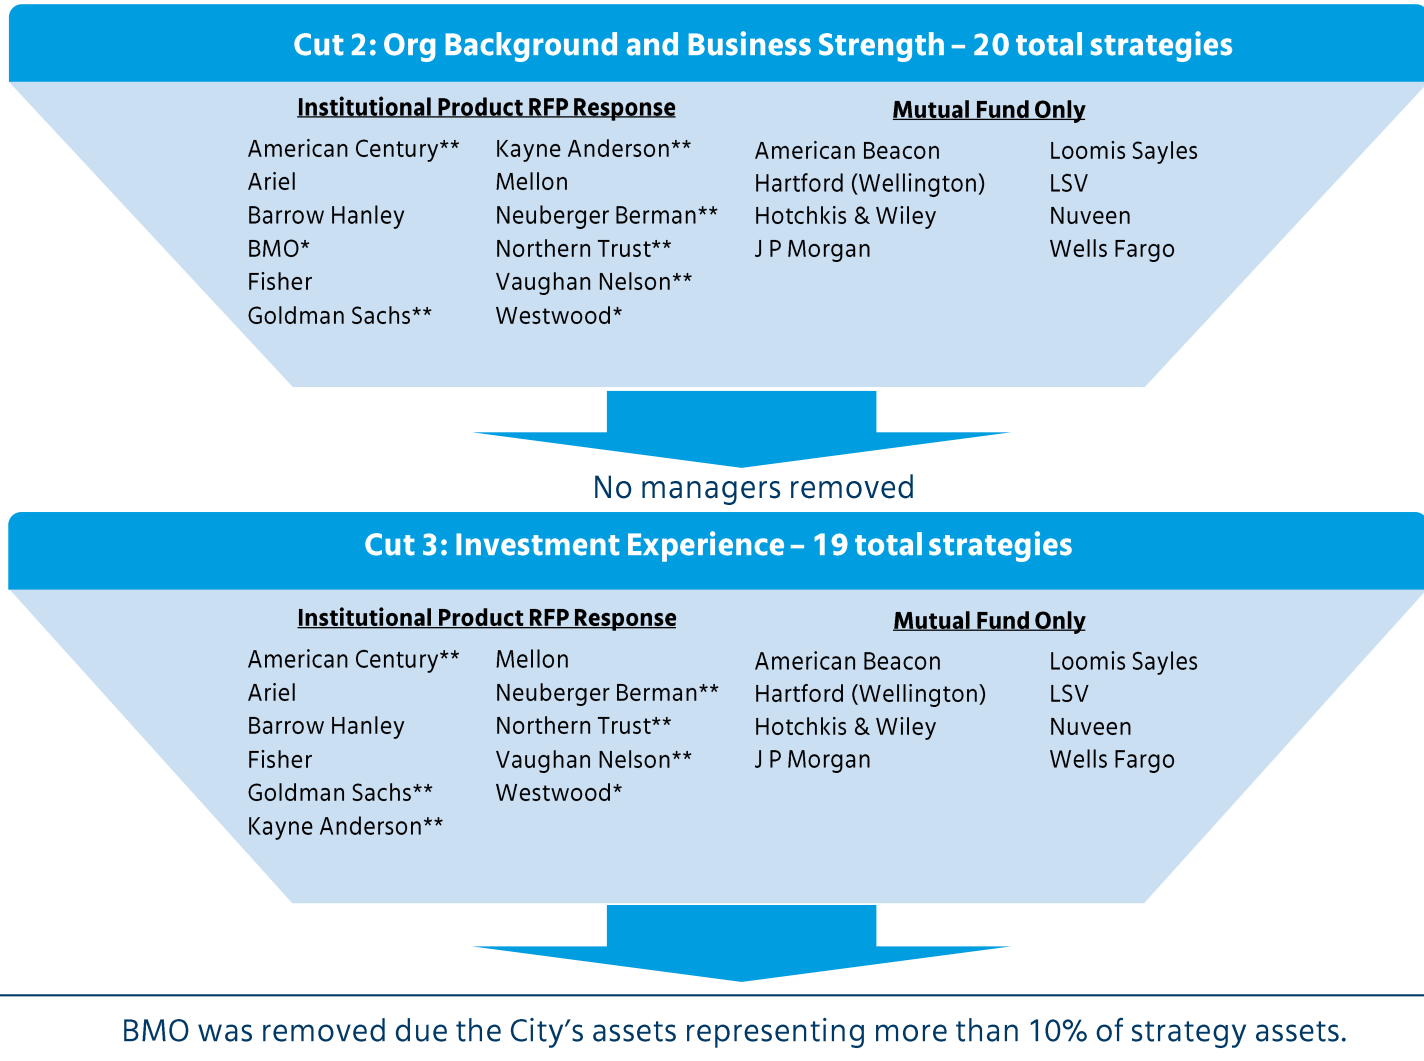 Cut 2: Org Background and Business Strength – 20 total strategies
Institutional Product RFP Response
American Century**
Ariel
Barrow Hanley
BMO*
Fisher
Goldman Sachs**
Kayne Anderson**
Mellon
Neuberger Berman**
Northern Trust**
Vaughan Nelson**
Westwood*
Mutual Fund Only
American Beacon
Hartford (Wellington)
Hotchkis & Wiley
J P Morgan
Loomis Sayles
LSV
Nuveen
Wells Fargo
No managers removed
Cut 3: Investment Experience – 19 total strategies
Institutional Product RFP Response
American Century**
Ariel
Barrow Hanley
Fisher
Goldman Sachs**
Kayne Anderson**
Mellon
Neuberger Berman**
Northern Trust**
Vaughan Nelson**
Westwood*
Mutual Fund Only
American Beacon
Hartford (Wellington)
Hotchkis & Wiley
J P Morgan
Loomis Sayles
LSV
Nuveen
Wells Fargo
BMO was removed due the City’s assets representing more than 10% of strategy assets.